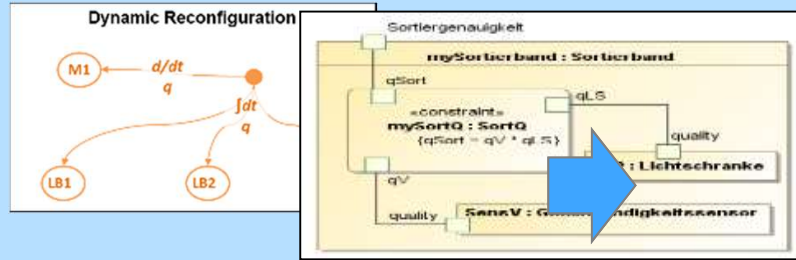 Dynamic Reconfiguration
M1
d/dt
q
∫dt
q
LB1
LB2
Sortiergenauigkeit
mySortierband : Sortierband
qSort
«constraint»
mySortQ : SortQ
{qSort = qV * qLS}
qLS
quality
: Lichtschranke
qV
quality
SensV :